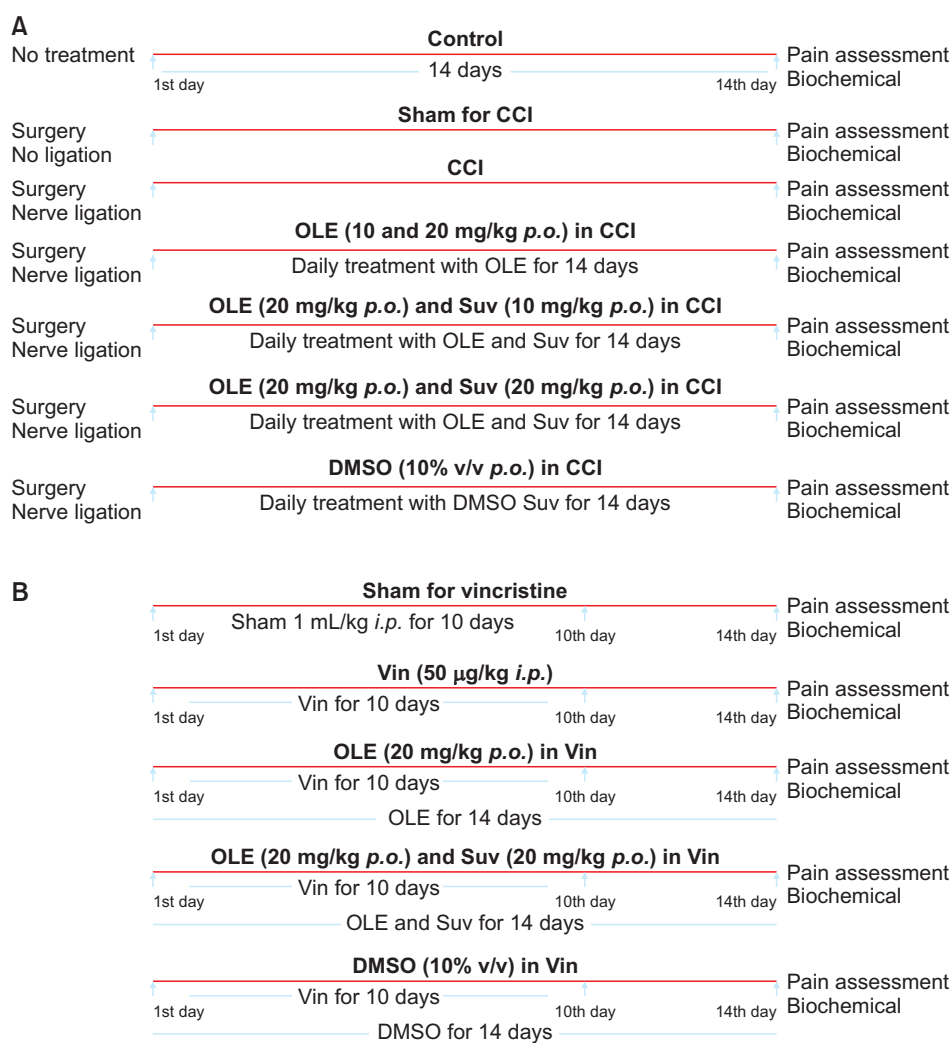 A
Control
No treatment
Pain assessment
14 days
Biochemical
1st day
14th day
Sham for CCI
Surgery
Pain assessment
No ligation
Biochemical
CCI
Surgery
Pain assessment
Nerve ligation
Biochemical
OLE (10 and 20 mg/kg p.o.) in CCI
Surgery
Pain assessment
Daily treatment with OLE for 14 days
Nerve ligation
Biochemical
OLE (20 mg/kg p.o.) and Suv (10 mg/kg p.o.) in CCI
Surgery
Pain assessment
Daily treatment with OLE and Suv for 14 days
Nerve ligation
Biochemical
OLE (20 mg/kg p.o.) and Suv (20 mg/kg p.o.) in CCI
Surgery
Pain assessment
Daily treatment with OLE and Suv for 14 days
Nerve ligation
Biochemical
DMSO (10% v/v p.o.) in CCI
Surgery
Pain assessment
Daily treatment with DMSO Suv for 14 days
Nerve ligation
Biochemical
B
Sham for vincristine
Pain assessment
Sham 1 mL/kg i.p. for 10 days
Biochemical
1st day
10th day
14th day
Vin (50 µg/kg i.p.)
Pain assessment
Vin for 10 days
Biochemical
1st day
10th day
14th day
OLE (20 mg/kg p.o.) in Vin
Pain assessment
Vin for 10 days
Biochemical
1st day
10th day
14th day
OLE for 14 days
OLE (20 mg/kg p.o.) and Suv (20 mg/kg p.o.) in Vin
Pain assessment
Vin for 10 days
Biochemical
1st day
10th day
14th day
OLE and Suv for 14 days
DMSO (10% v/v) in Vin
Pain assessment
Vin for 10 days
Biochemical
1st day
10th day
14th day
DMSO for 14 days